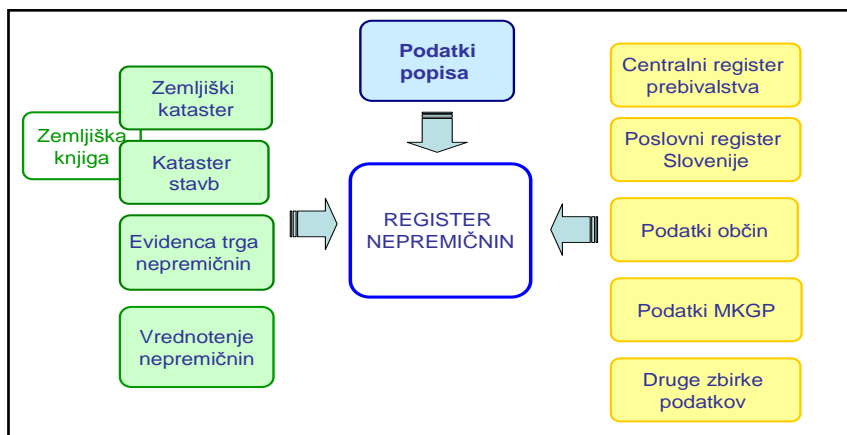 Podatki
popisa
Zemljiški
kataster
Zemljiška
knjiga
Kataster
stavb
Evidenca trga
nepremičnin
Vrednotenje
nepremičnin
REGISTER
NEPREMIČNIN
Centralni register
prebivalstva
Poslovni register
Slovenije
Podatki občin
Podatki MKGP
Druge zbirke
podatkov